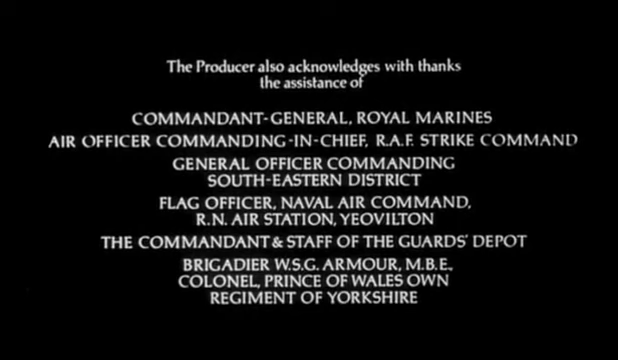 The Producer also acknowledges with thanks
the assistance of
COMMANDANT-GENERAL, ROYAL MARINES
AIR OFFICER COMMANDING-IN-CHIEF, R.A.F. STRIKE COMMAND
GENERAL OFFICER COMMANDING
SOUTH-EASTERN DISTRICT
FLAG OFFICER, NAVAL AIR COMMAND,
R.N. AIR STATION, YEOVILTON
THE COMMANDANT & STAFF OF THE GUARDS' DEPOT
BRIGADIER W.S.G. ARMOUR, M.B.E.,
COLONEL, PRINCE OF WALES OWN
REGIMENT OF YORKSHIRE